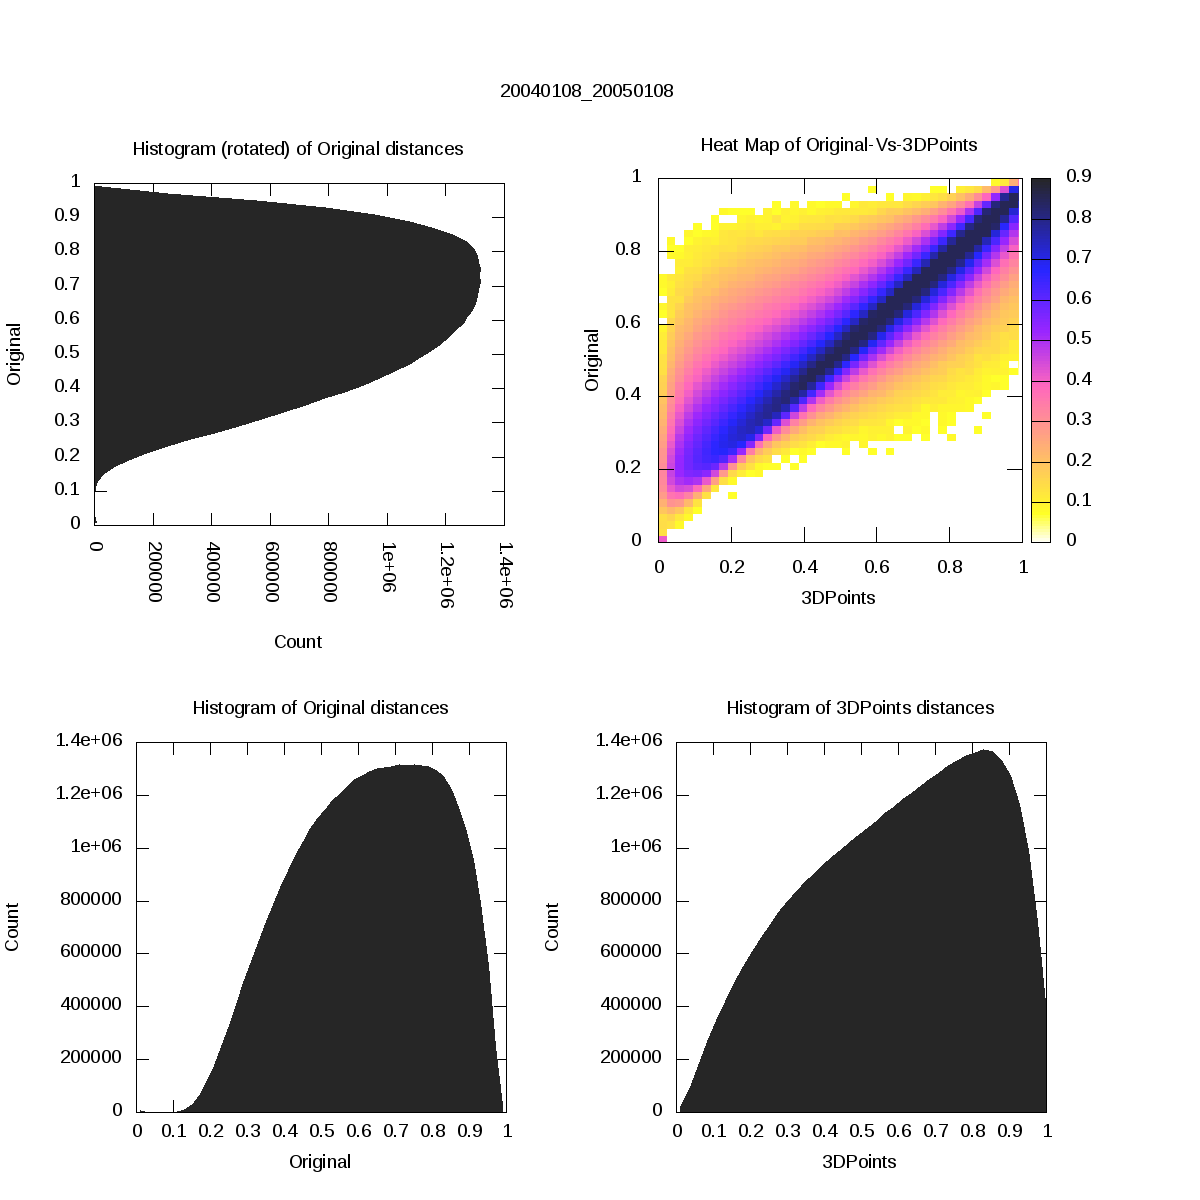 20040108_20050108
Histogram (rotated) of Original distances
1
0.9
0.8
0.7
0.6
0.5
0.4
0.3
0.2
0.1
0
Original
0
200000
400000
600000
800000
1e+06
1.2e+06
1.4e+06
Count
Heat Map of Original-Vs-3DPoints
1
0.8
0.6
0.4
0.2
0
Original
0 0.2 0.4 0.6 0.8 1
3DPoints
0.9
0.8
0.7
0.6
0.5
0.4
0.3
0.2
0.1
0
Histogram of Original distances
1.4e+06
1.2e+06
1e+06
800000
600000
400000
200000
0
Count
0 0.1 0.2 0.3 0.4 0.5 0.6 0.7 0.8 0.9 1
Original
Histogram of 3DPoints distances
1.4e+06
1.2e+06
1e+06
800000
600000
400000
200000
0
Count
0 0.1 0.2 0.3 0.4 0.5 0.6 0.7 0.8 0.9 1
3DPoints